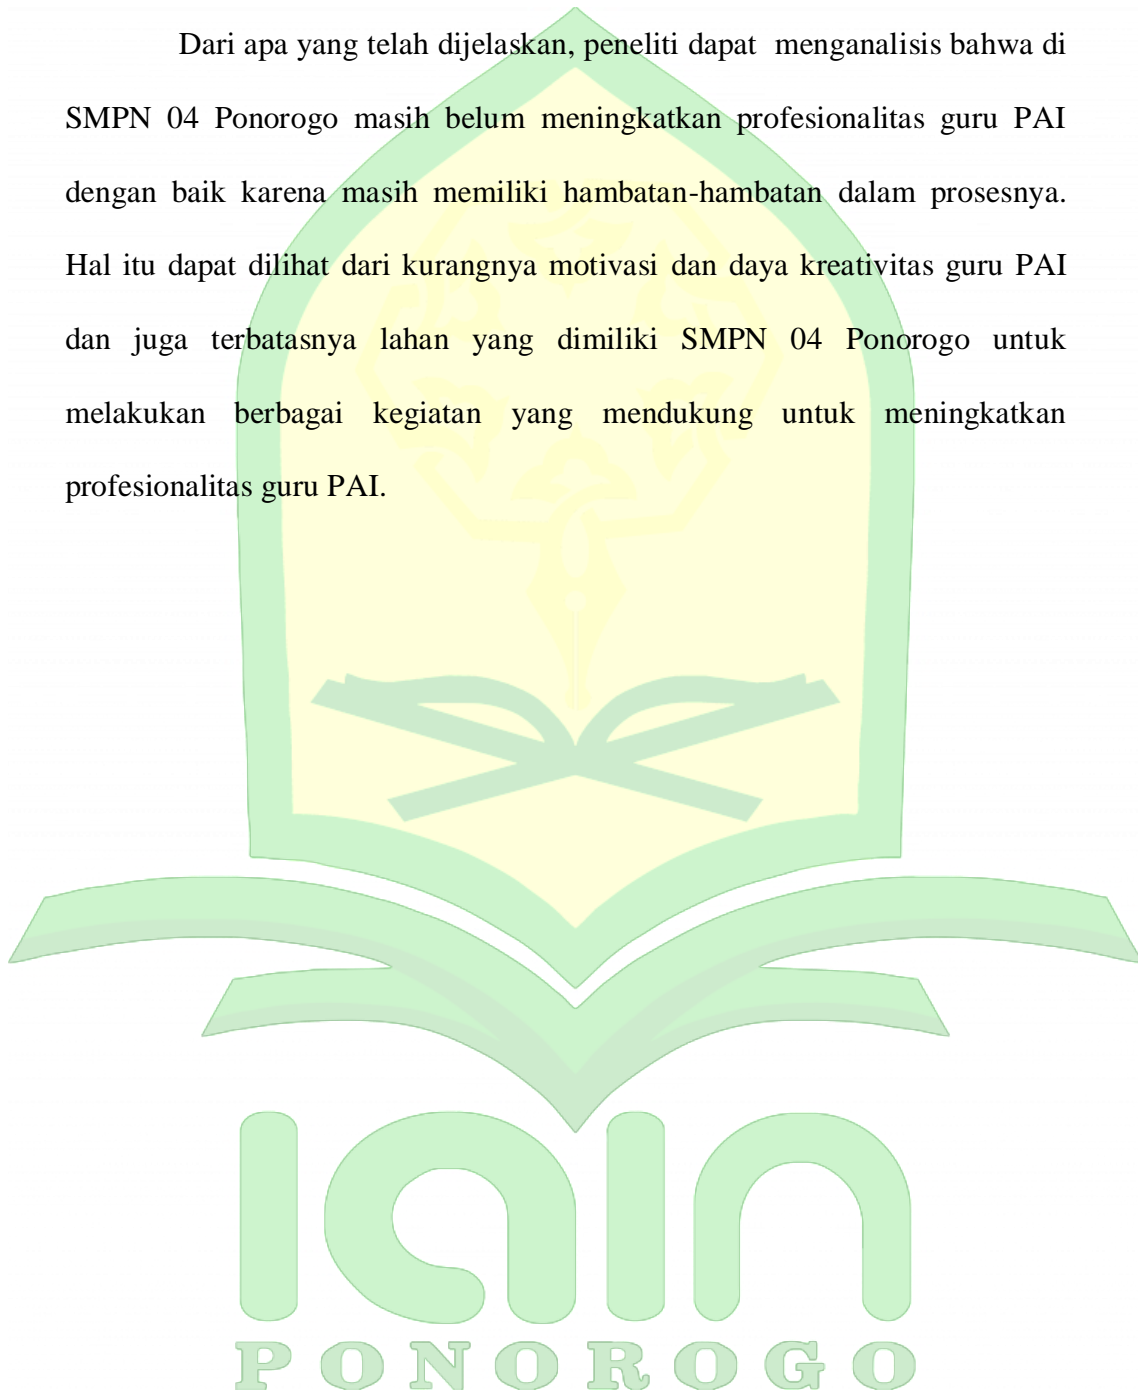 Dari apa yang telah dijelaskan, peneliti dapat menganalisis bahwa di
SMPN 04 Ponorogo masih belum meningkatkan profesionalitas guru PAI
dengan baik karena masih memiliki hambatan-hambatan dalam prosesnya.
Hal itu dapat dilihat dari kurangnya motivasi dan daya kreativitas guru PAI
dan juga terbatasnya lahan yang dimiliki SMPN 04 Ponorogo untuk
melakukan berbagai kegiatan yang mendukung untuk meningkatkan
profesionalitas guru PAI.
iain
PONOROGO